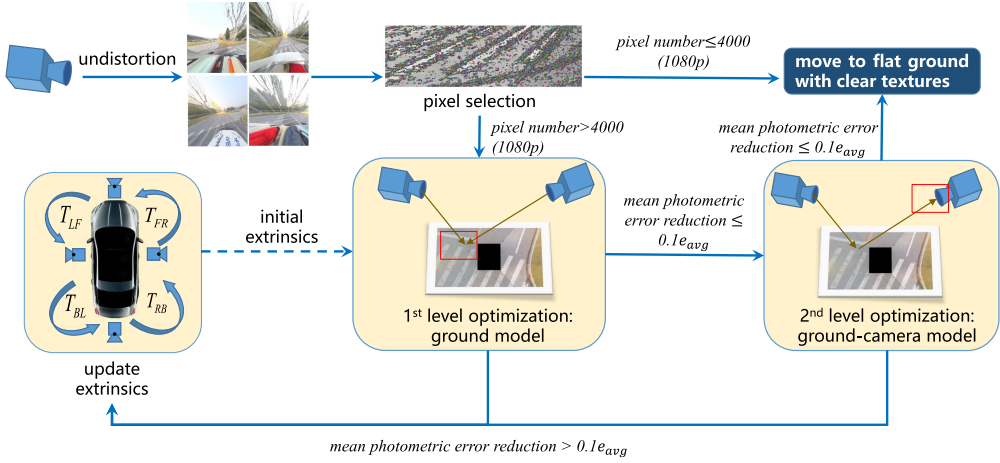 undistortion
pixel selection
pixel number≤4000
(1080p)
move to flat ground
with clear textures
pixel number>4000
(1080p)
mean photometric error
reduction ≤ 0.1e_avg
T_LF
T_FR
T_BL
T_RB
initial
extrinsics
mean photometric
error reduction ≤
0.1e_avg
1st level optimization:
ground model
2nd level optimization:
ground-camera model
update
extrinsics
mean photometric error reduction > 0.1e_avg